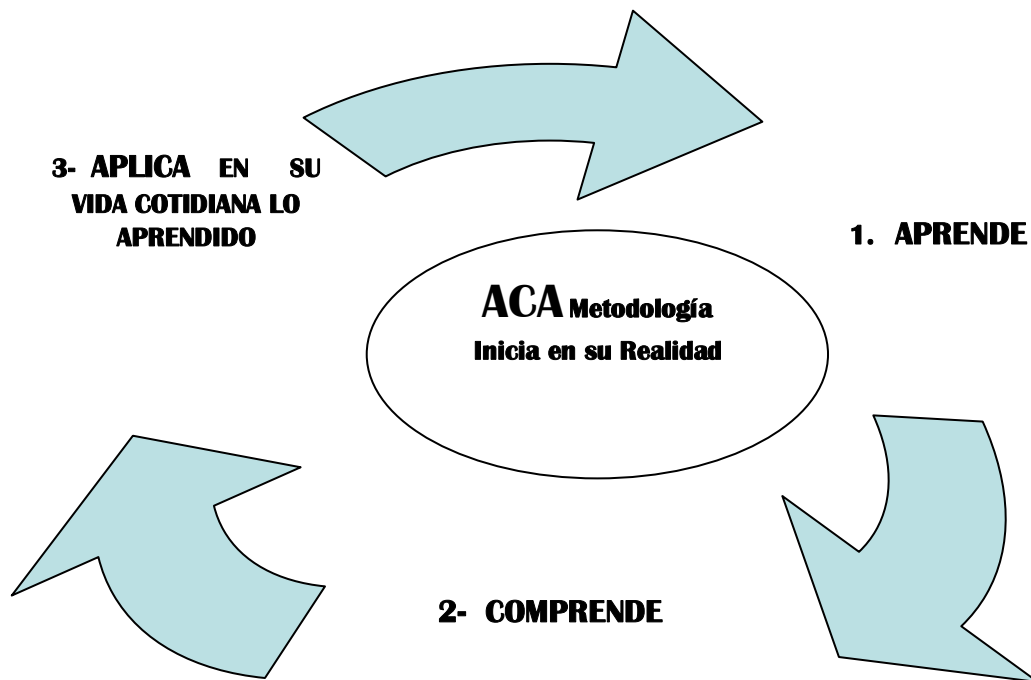 3- APLICA EN SU
VIDA COTIDIANA LO
APRENDIDO
1. APRENDE
ACA Metodología
Inicia en su Realidad
2- COMPRENDE